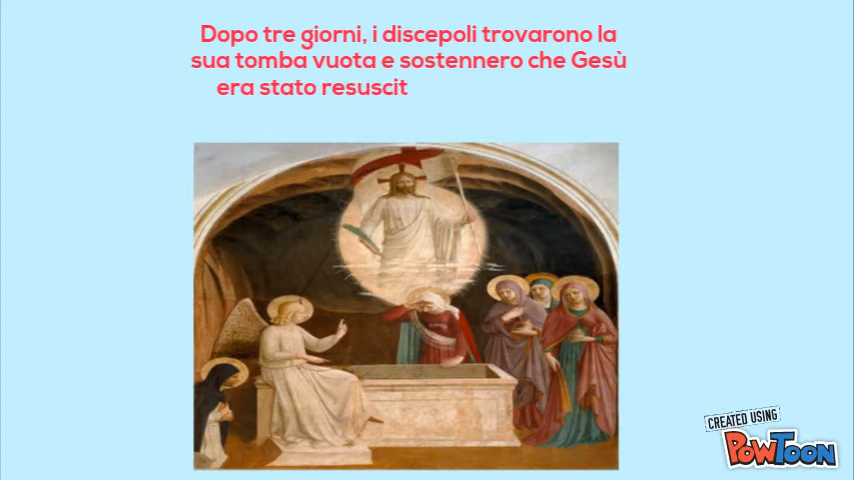 Dopo tre giorni, i discepoli trovarono la
sua tomba vuota e sostennero che Gesù
era stato resuscit
CREATED USING
POWTOON